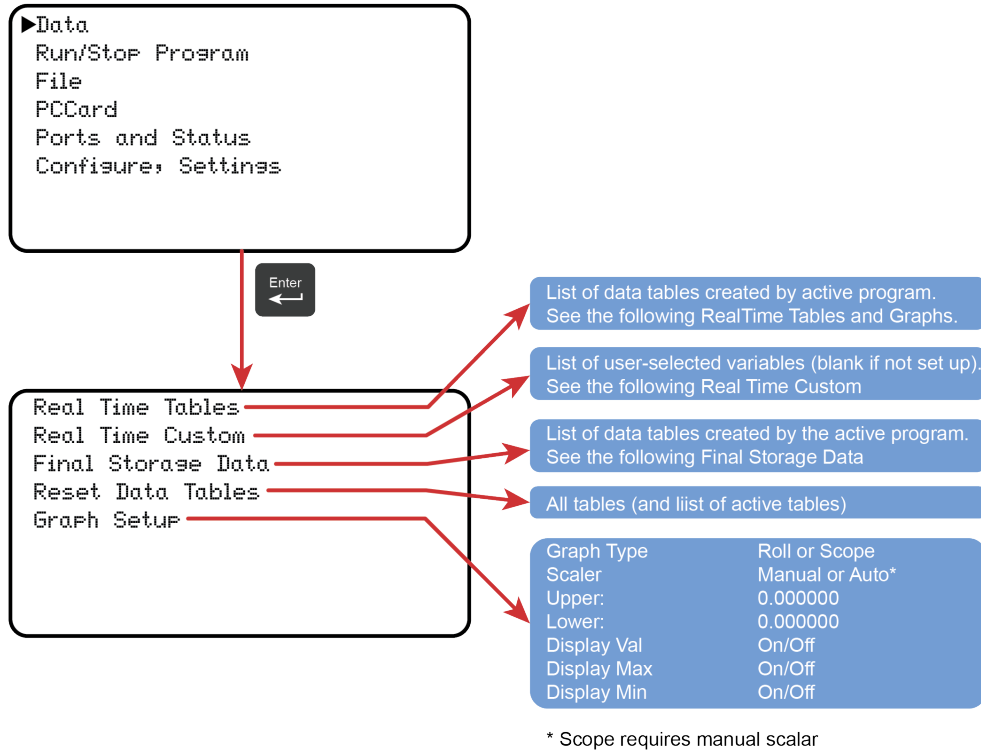 ▶Data
Run/Stop Program
File
PCCard
Ports and Status
Configure, Settings
Enter
Real Time Tables
Real Time Custom
Final Storage Data
Reset Data Tables
Graph Setup
List of data tables created by active program.
See the following RealTime Tables and Graphs.
List of user-selected variables (blank if not set up).
See the following Real Time Custom
List of data tables created by the active program.
See the following Final Storage Data
All tables (and liist of active tables)
Graph Type Roll or Scope
Scaler Manual or Auto*
Upper: 0.000000
Lower: 0.000000
Display Val On/Off
Display Max On/Off
Display Min On/Off
* Scope requires manual scalar